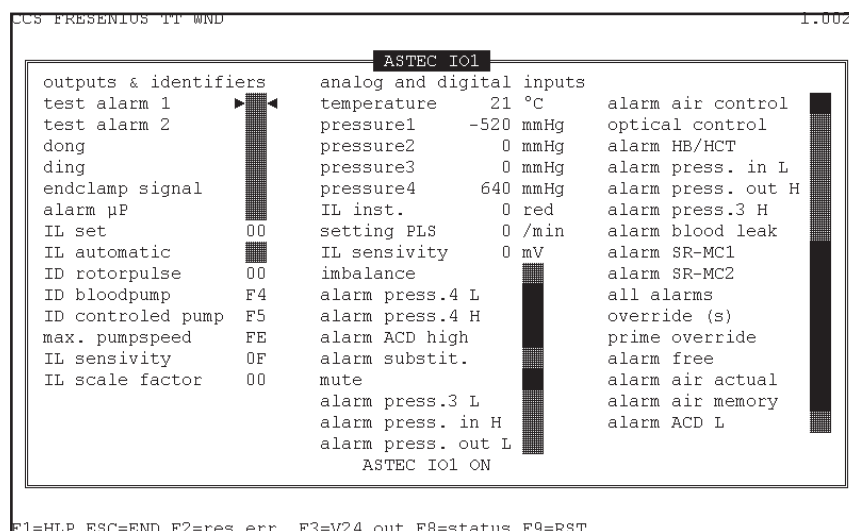 CCS FRESENIUS TT WND 1.002
ASTEC IO1
outputs & identifiers
test alarm 1
test alarm 2
dong
ding
endclamp signal
alarm µP
IL set 00
IL automatic
ID rotorpulse 00
ID bloodpump F4
ID controled pump F5
max. pumpspeed FE
IL sensivity 0F
IL scale factor 00
analog and digital inputs
temperature 21 °C
pressure1 -520 mmHg
pressure2 0 mmHg
pressure3 0 mmHg
pressure4 640 mmHg
IL inst. 0 red
setting PLS 0 /min
IL sensivity 0 mV
imbalance
alarm press.4 L
alarm press.4 H
alarm ACD high
alarm substit.
mute
alarm press.3 L
alarm press. in H
alarm press. out L
alarm air control
optical control
alarm HB/HCT
alarm press. in L
alarm press. out H
alarm press.3 H
alarm blood leak
alarm SR-MC1
alarm SR-MC2
all alarms
override (s)
prime override
alarm free
alarm air actual
alarm air memory
alarm ACD L
ASTEC IO1 ON
F1=HLP ESC=END F2=res err F3=V24 out F8=status F9=RST